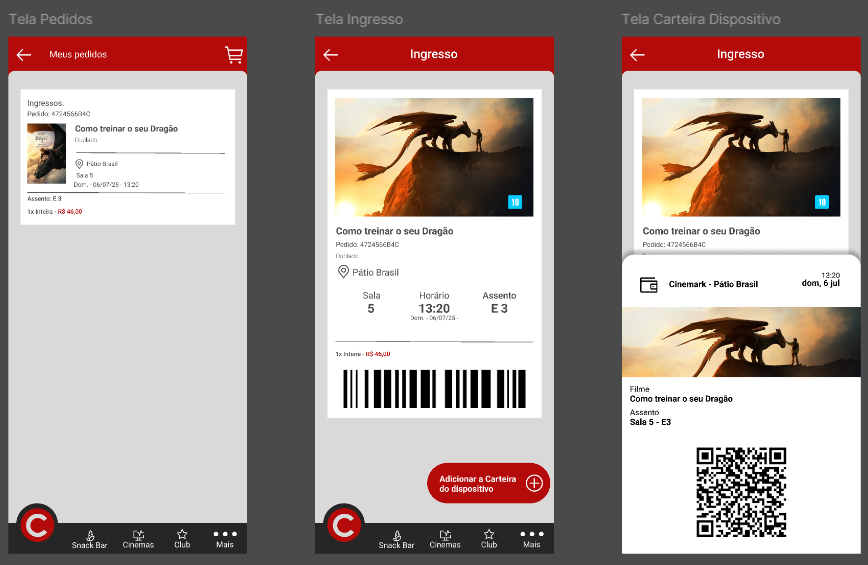 Tela Pedidos
Meus pedidos
Ingressos:
Pedido: 4724566B4C
Como treinar o seu Dragão
Dublado
Pátio Brasil
Sala 5
Dom. - 06/07/25 - 13:20
Assento: E 3
1x Inteira - R$ 46,00
C
Snack Bar
Cinemas
Club
Mais
Tela Ingresso
Ingresso
10
Como treinar o seu Dragão
Pedido: 4724566B4C
Dublado
Pátio Brasil
Sala Horário Assento
5 13:20 E 3
Dom. - 06/07/25 -
1x Inteira - R$ 46,00
Adicionar a Carteira
do dispositivo
C
Snack Bar
Cinemas
Club
Mais
Tela Carteira Dispositivo
Ingresso
10
Como treinar o seu Dragão
Pedido: 4724566B4C
Cinemark - Pátio Brasil
13:20
dom, 6 jul
Filme
Como treinar o seu Dragão
Assento
Sala 5 - E3